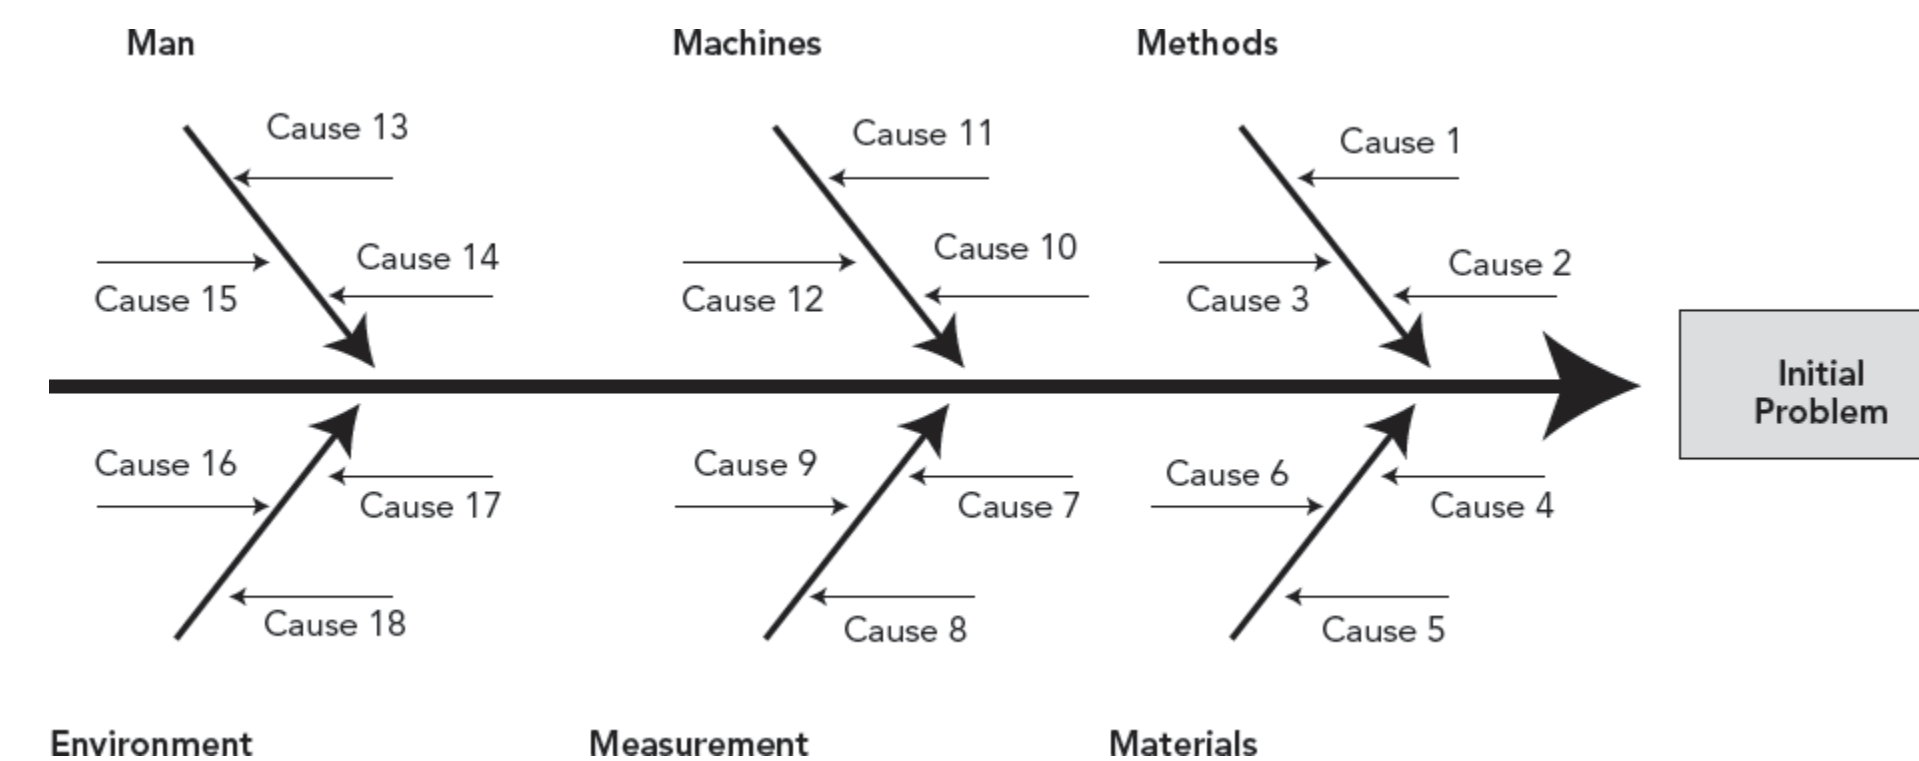 Man
Machines
Methods
Cause 13
Cause 11
Cause 1
Cause 14
Cause 10
Cause 2
Cause 15
Cause 12
Cause 3
Initial
Problem
Cause 16
Cause 9
Cause 6
Cause 17
Cause 7
Cause 4
Cause 18
Cause 8
Cause 5
Environment
Measurement
Materials